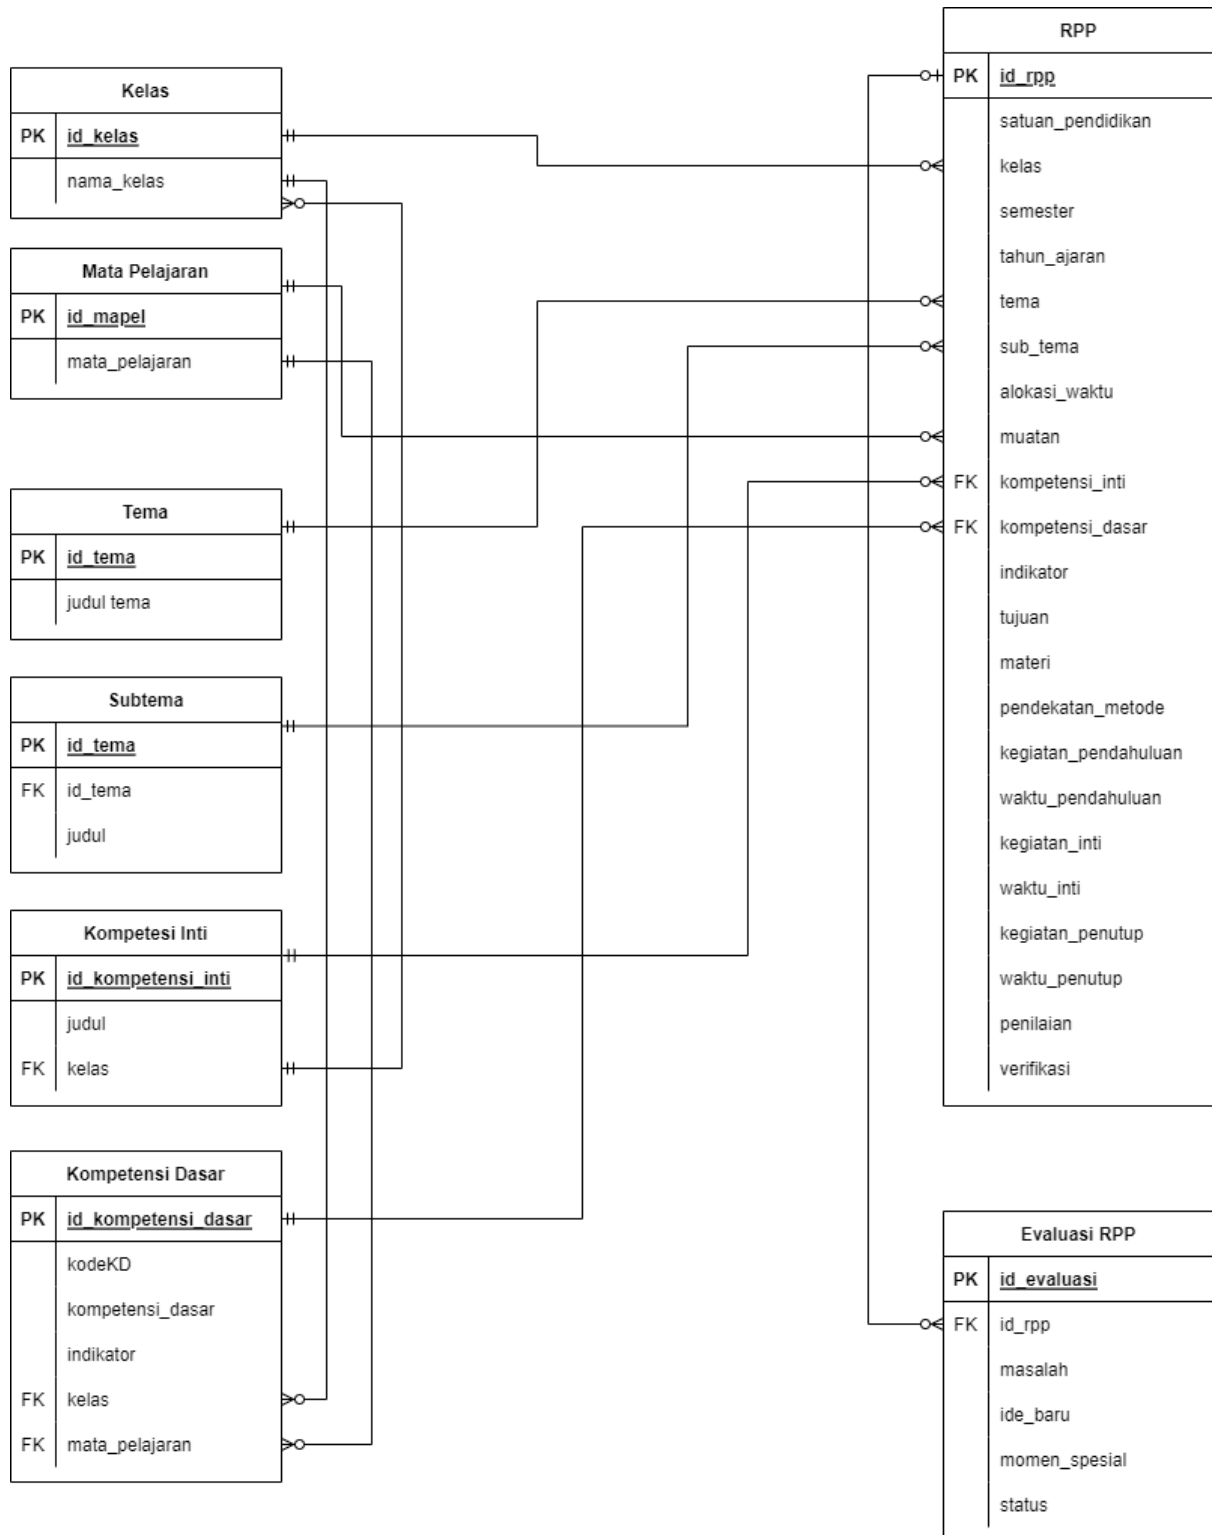 Kelas
PK id_kelas
nama_kelas
Mata Pelajaran
PK id_mapel
mata_pelajaran
Tema
PK id_tema
judul tema
Subtema
PK id_tema
FK id_tema
judul
Kompetesi Inti
PK id_kompetensi_inti
judul
FK kelas
Kompetensi Dasar
PK id_kompetensi_dasar
kodeKD
kompetensi_dasar
indikator
FK kelas
FK mata_pelajaran
RPP
PK id_rpp
satuan_pendidikan
kelas
semester
tahun_ajaran
tema
sub_tema
alokasi_waktu
muatan
FK kompetensi_inti
FK kompetensi_dasar
indikator
tujuan
materi
pendekatan_metode
kegiatan_pendahuluan
waktu_pendahuluan
kegiatan_inti
waktu_inti
kegiatan_penutup
waktu_penutup
penilaian
verifikasi
Evaluasi RPP
PK id_evaluasi
FK id_rpp
masalah
ide_baru
momen_spesial
status